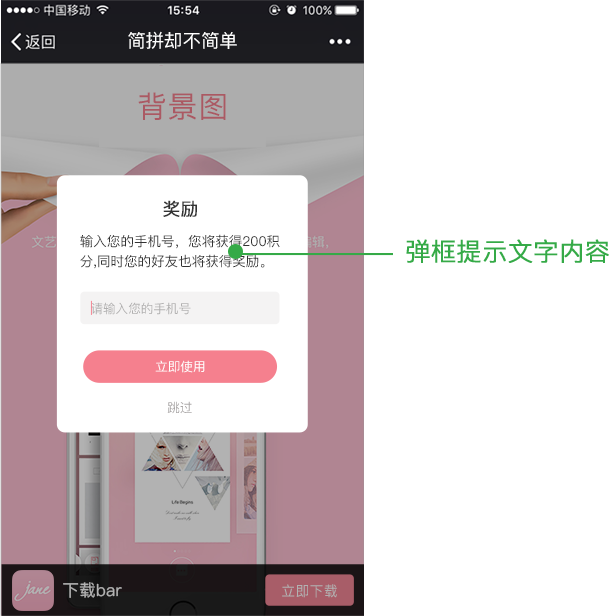 中国移动 15:54 100%
返回 简拼却不简单
背景图
文艺
编辑,
奖励
输入您的手机号，您将获得200积
分,同时您的好友也将获得奖励。
弹框提示文字内容
请输入您的手机号
立即使用
跳过
Life Begins
jane 下载bar 立即下载